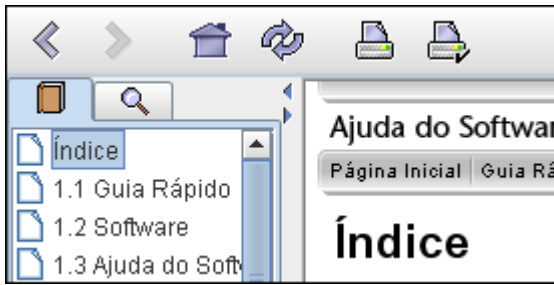 Índice
1.1 Guia Rápido
1.2 Software
1.3 Ajuda do Soft
Ajuda do Softwar
Página Inicial Guia Rá
Índice